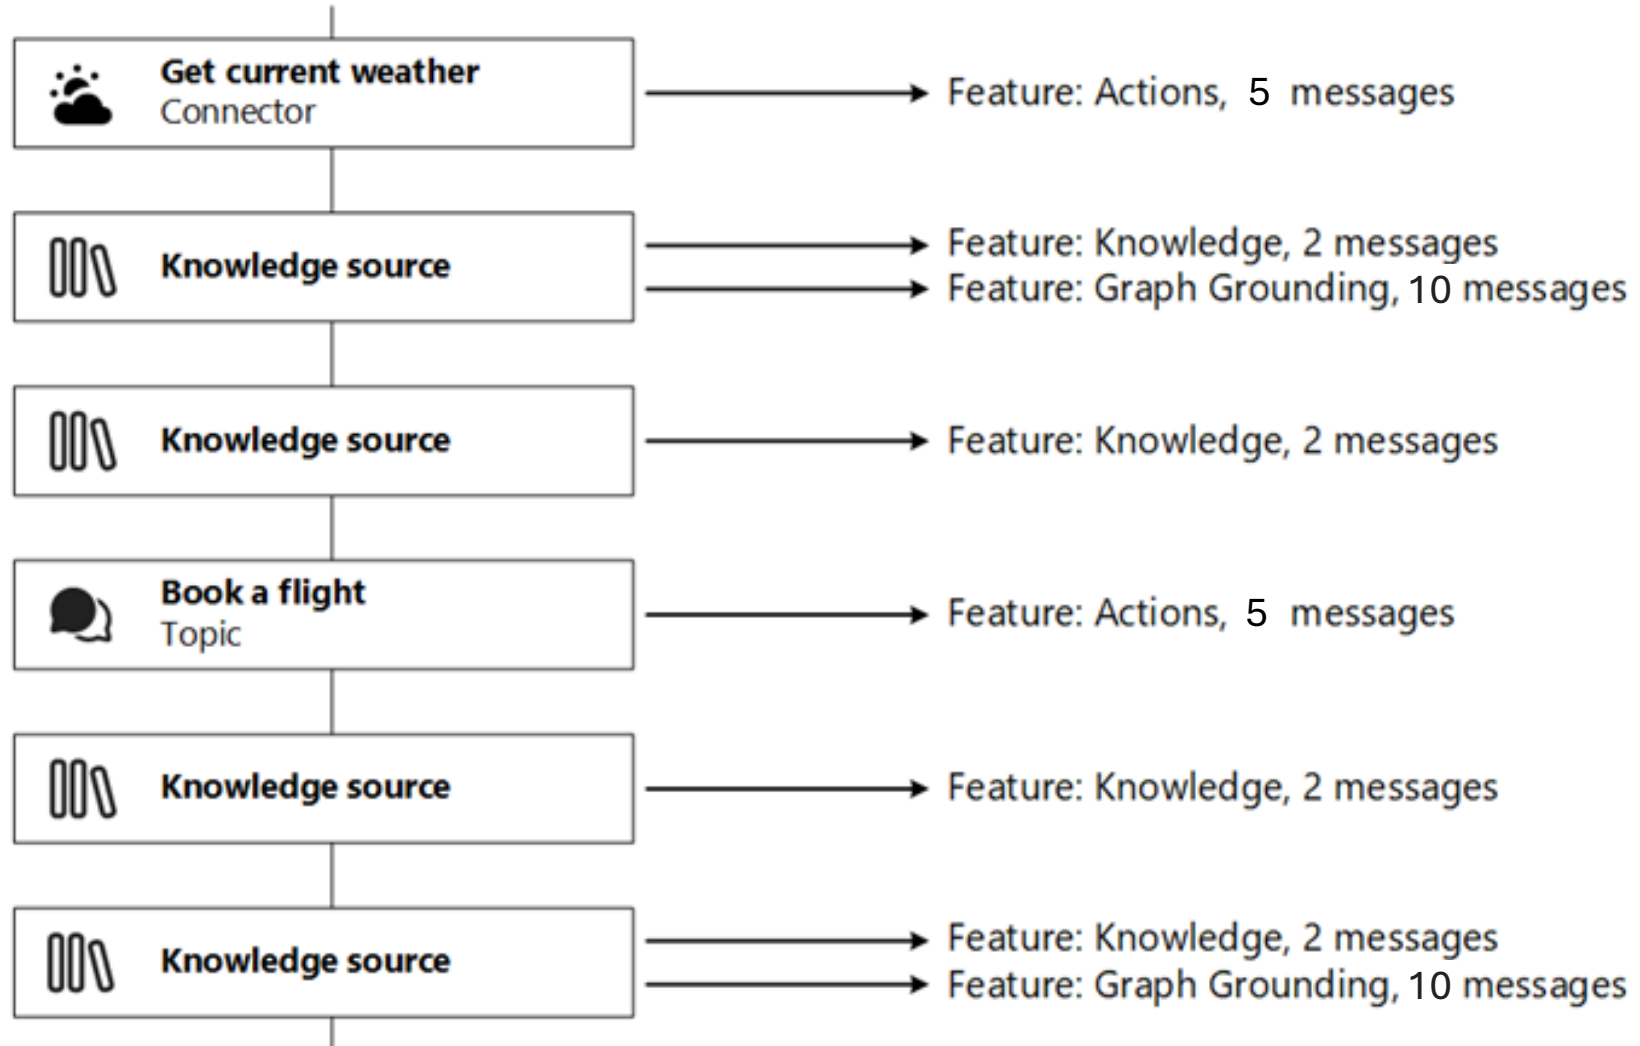 Get current weather
Connector
Feature: Actions, 5 messages
Knowledge source
Feature: Knowledge, 2 messages
Feature: Graph Grounding, 10 messages
Knowledge source
Feature: Knowledge, 2 messages
Book a flight
Topic
Feature: Actions, 5 messages
Knowledge source
Feature: Knowledge, 2 messages
Knowledge source
Feature: Knowledge, 2 messages
Feature: Graph Grounding, 10 messages